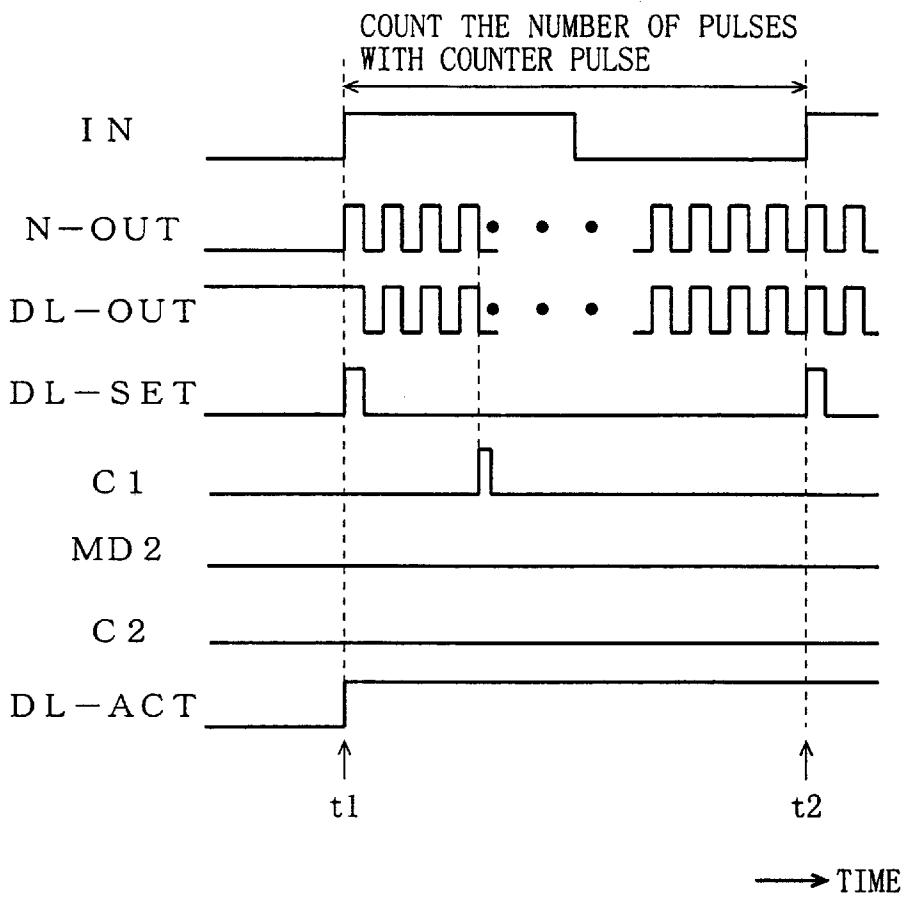 COUNT THE NUMBER OF PULSES
WITH COUNTER PULSE
IN
N-OUT
DL-OUT
DL-SET
C1
MD2
C2
DL-ACT
t1
t2
TIME